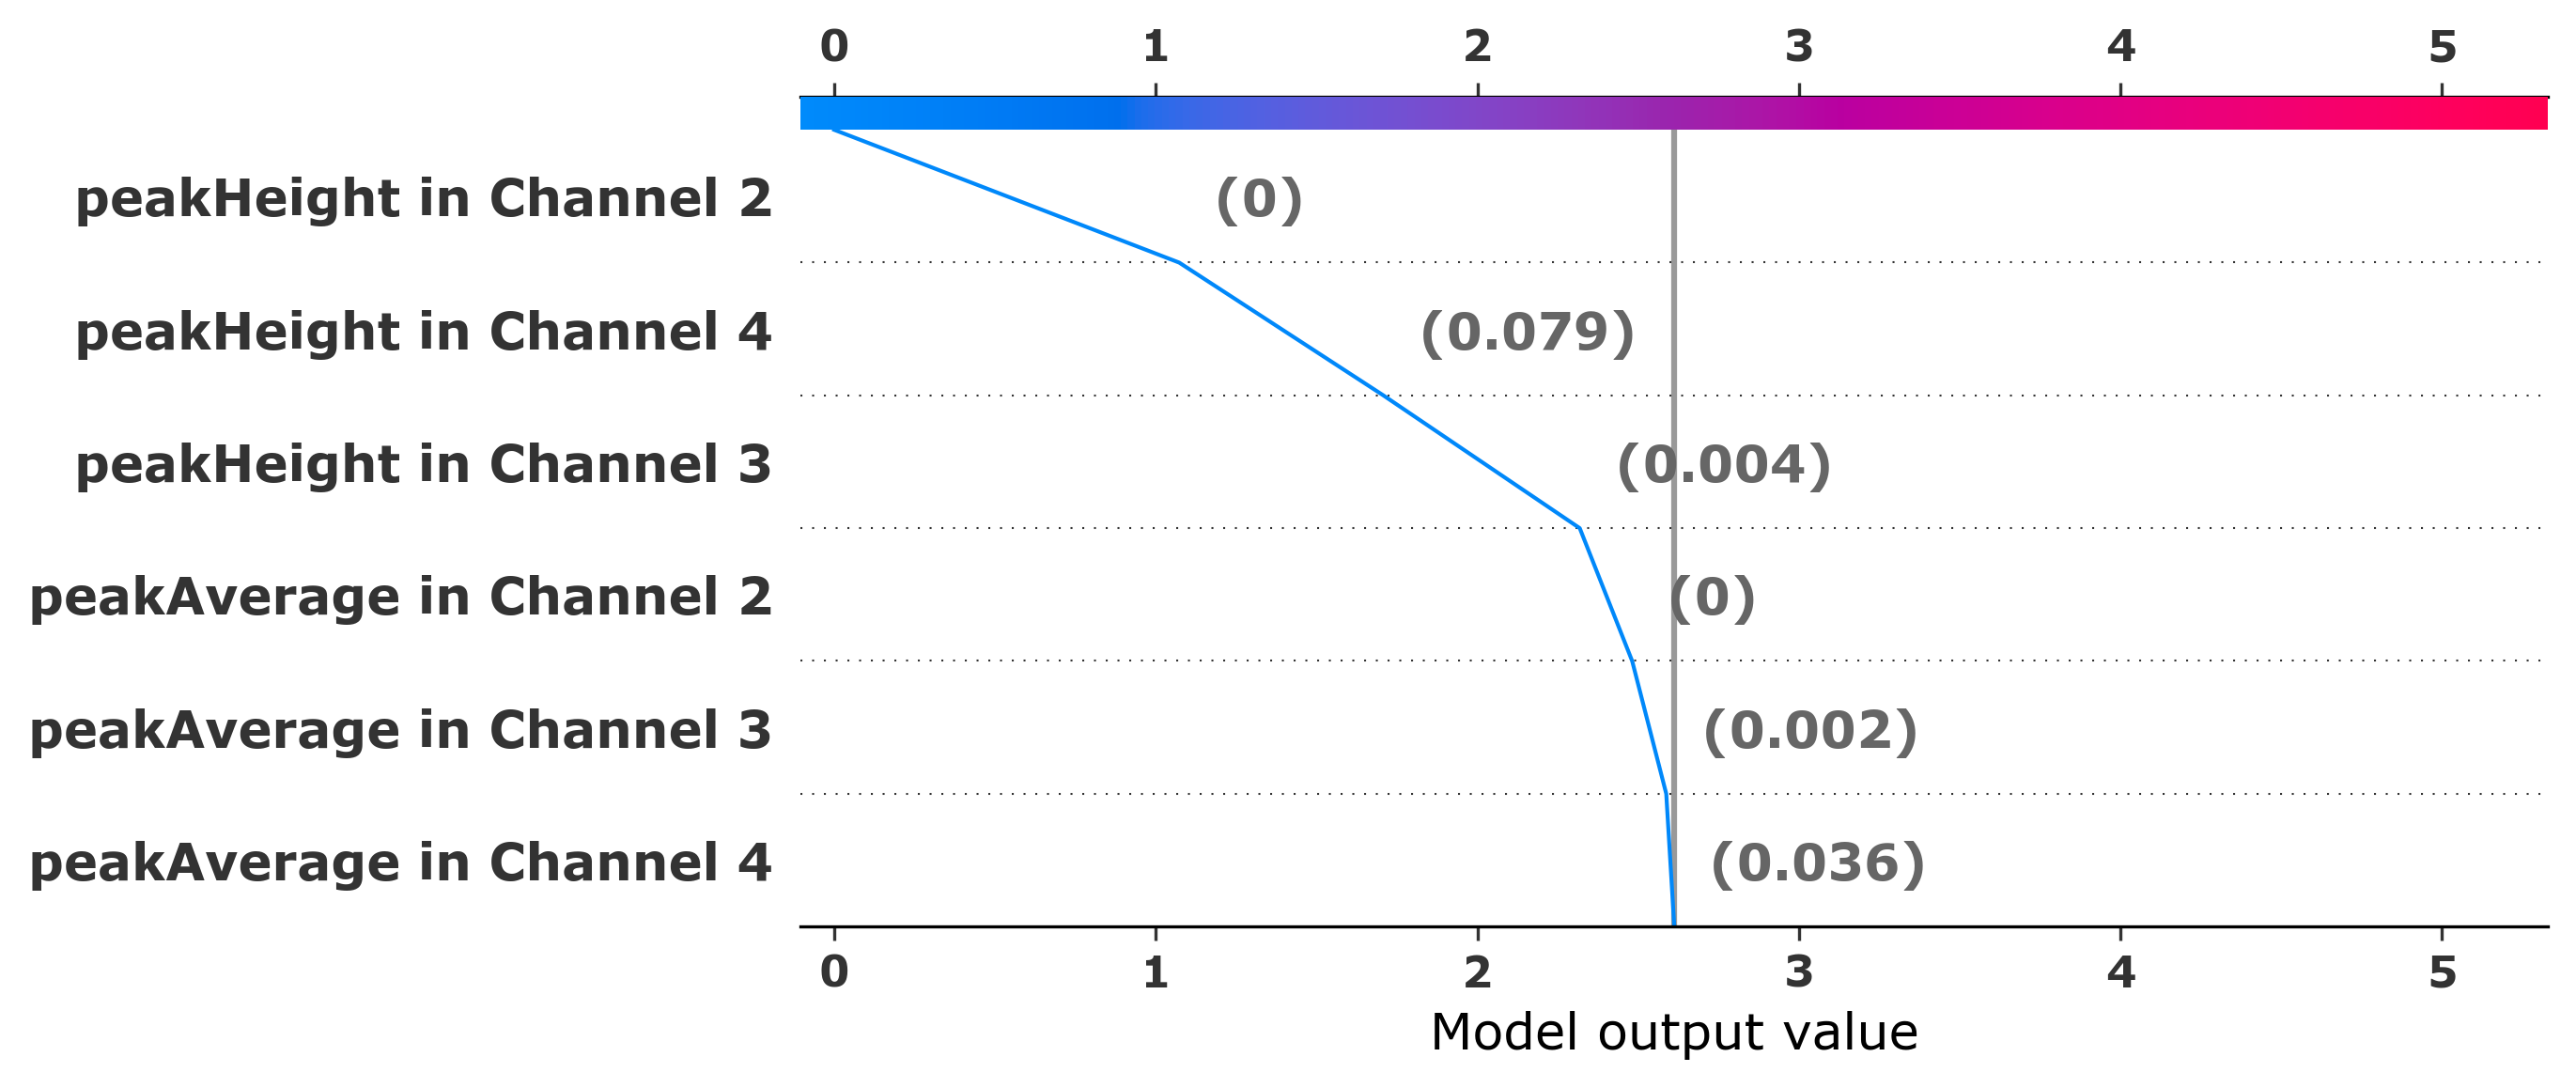 0 1 2 3 4 5
peakHeight in Channel 2 (0)
peakHeight in Channel 4 (0.079)
peakHeight in Channel 3 (0.004)
peakAverage in Channel 2 (0)
peakAverage in Channel 3 (0.002)
peakAverage in Channel 4 (0.036)
0 1 2 3 4 5
Model output value